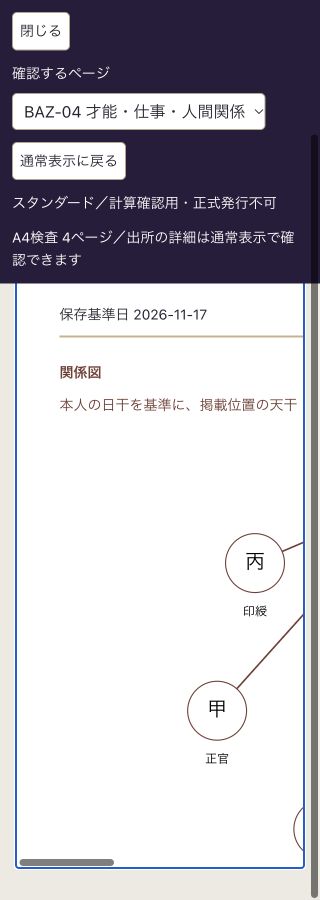 閉じる
確認するページ
BAZ-04 才能・仕事・人間関係
通常表示に戻る
スタンダード／計算確認用・正式発行不可
A4検査 4ページ／出所の詳細は通常表示で確
認できます
保存基準日 2026-11-17
関係図
本人の日干を基準に、掲載位置の天干
丙
印綬
甲
正官